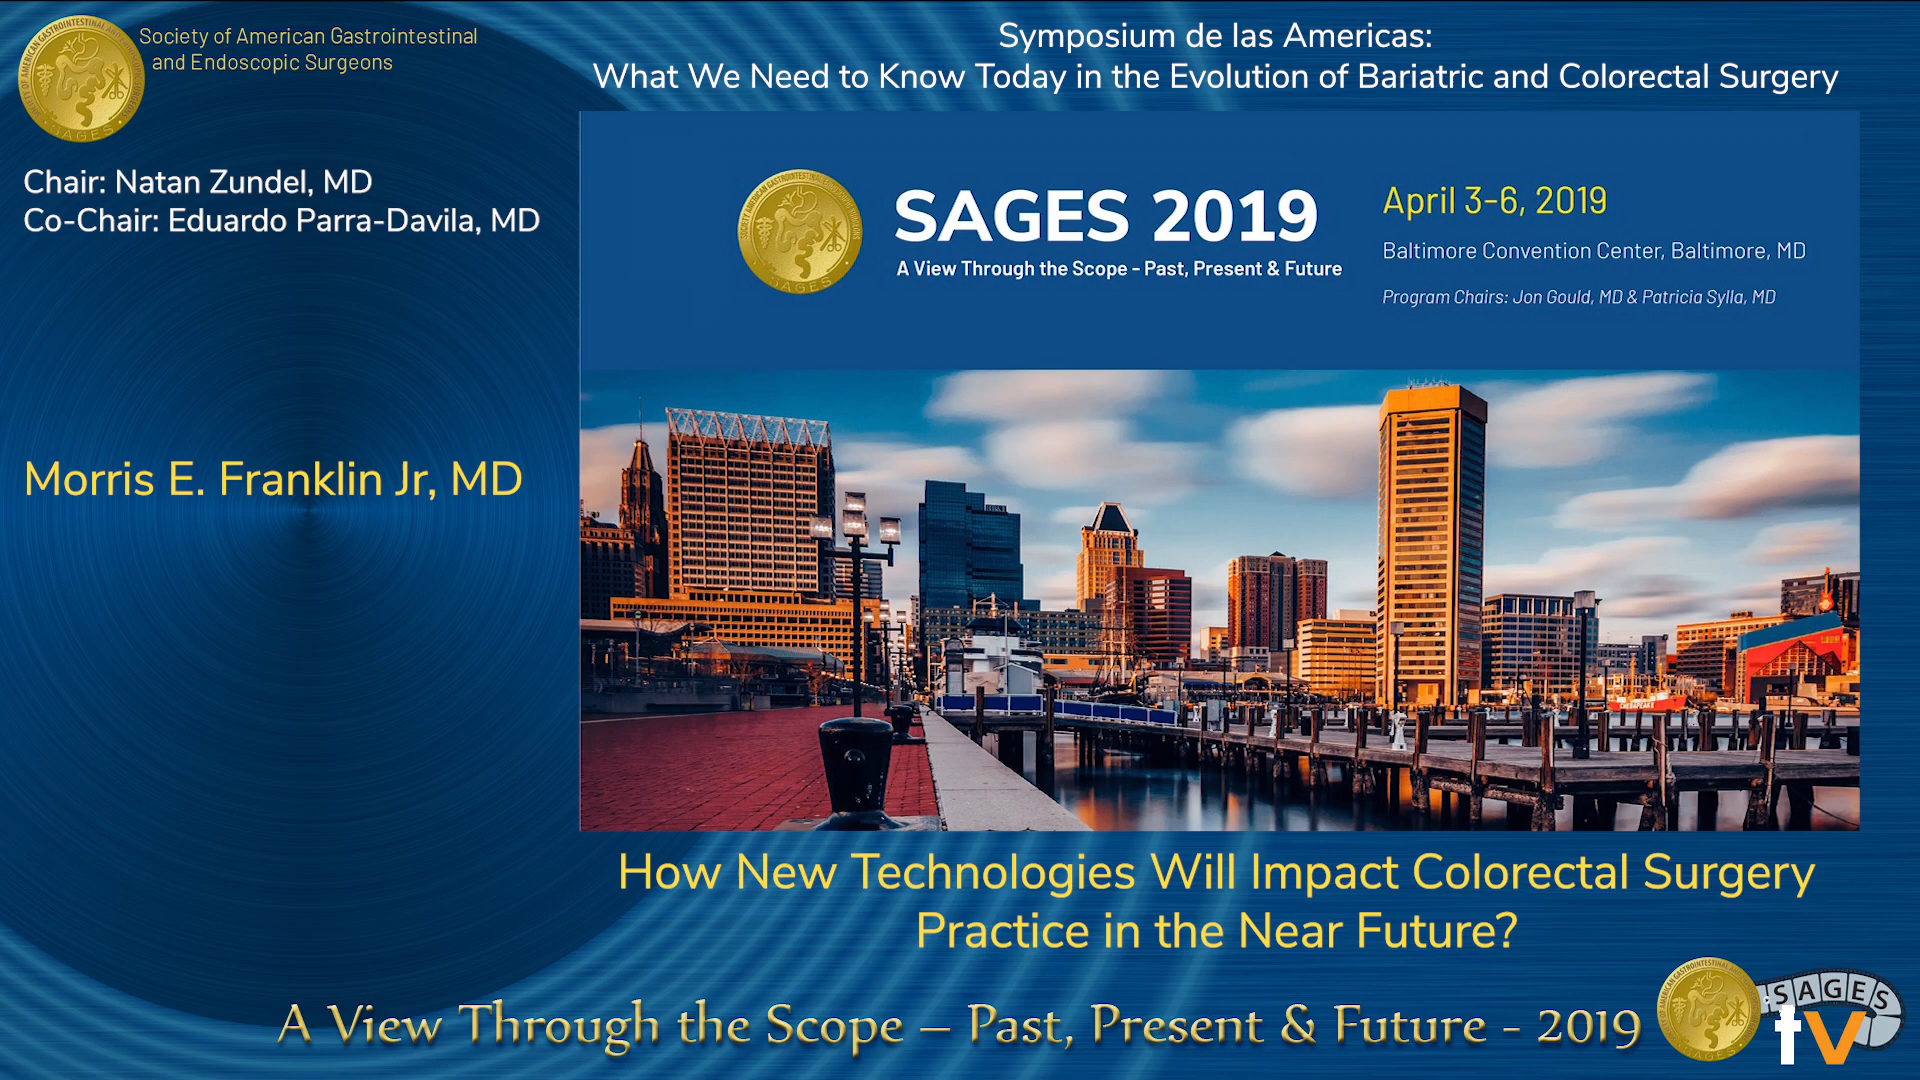 Society of American Gastrointestinal
and Endoscopic Surgeons
SAGES
Symposium de las Americas:
What We Need to Know Today in the Evolution of Bariatric and Colorectal Surgery
Chair: Natan Zundel, MD
Co-Chair: Eduardo Parra-Davila, MD
SAGES
SAGES 2019
A View Through the Scope - Past, Present & Future
April 3-6, 2019
Baltimore Convention Center, Baltimore, MD
Program Chairs: Jon Gould, MD & Patricia Sylla, MD
Morris E. Franklin Jr, MD
CHESAPEAKE
How New Technologies Will Impact Colorectal Surgery
Practice in the Near Future?
A View Through the Scope – Past, Present & Future - 2019
SAGES
SAGES
tv